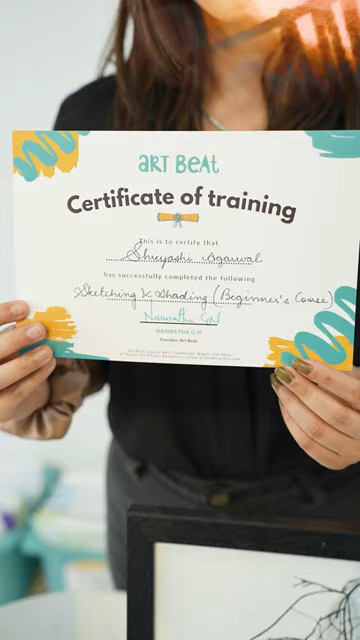 ART BEAT
Certificate of training
This is to certify that
Shreyashi Agarwal
has successfully completed the following
Sketching & Shading (Beginner's Course)
Namratha.GN
NAMRATHA G N
Founder, Art Beat